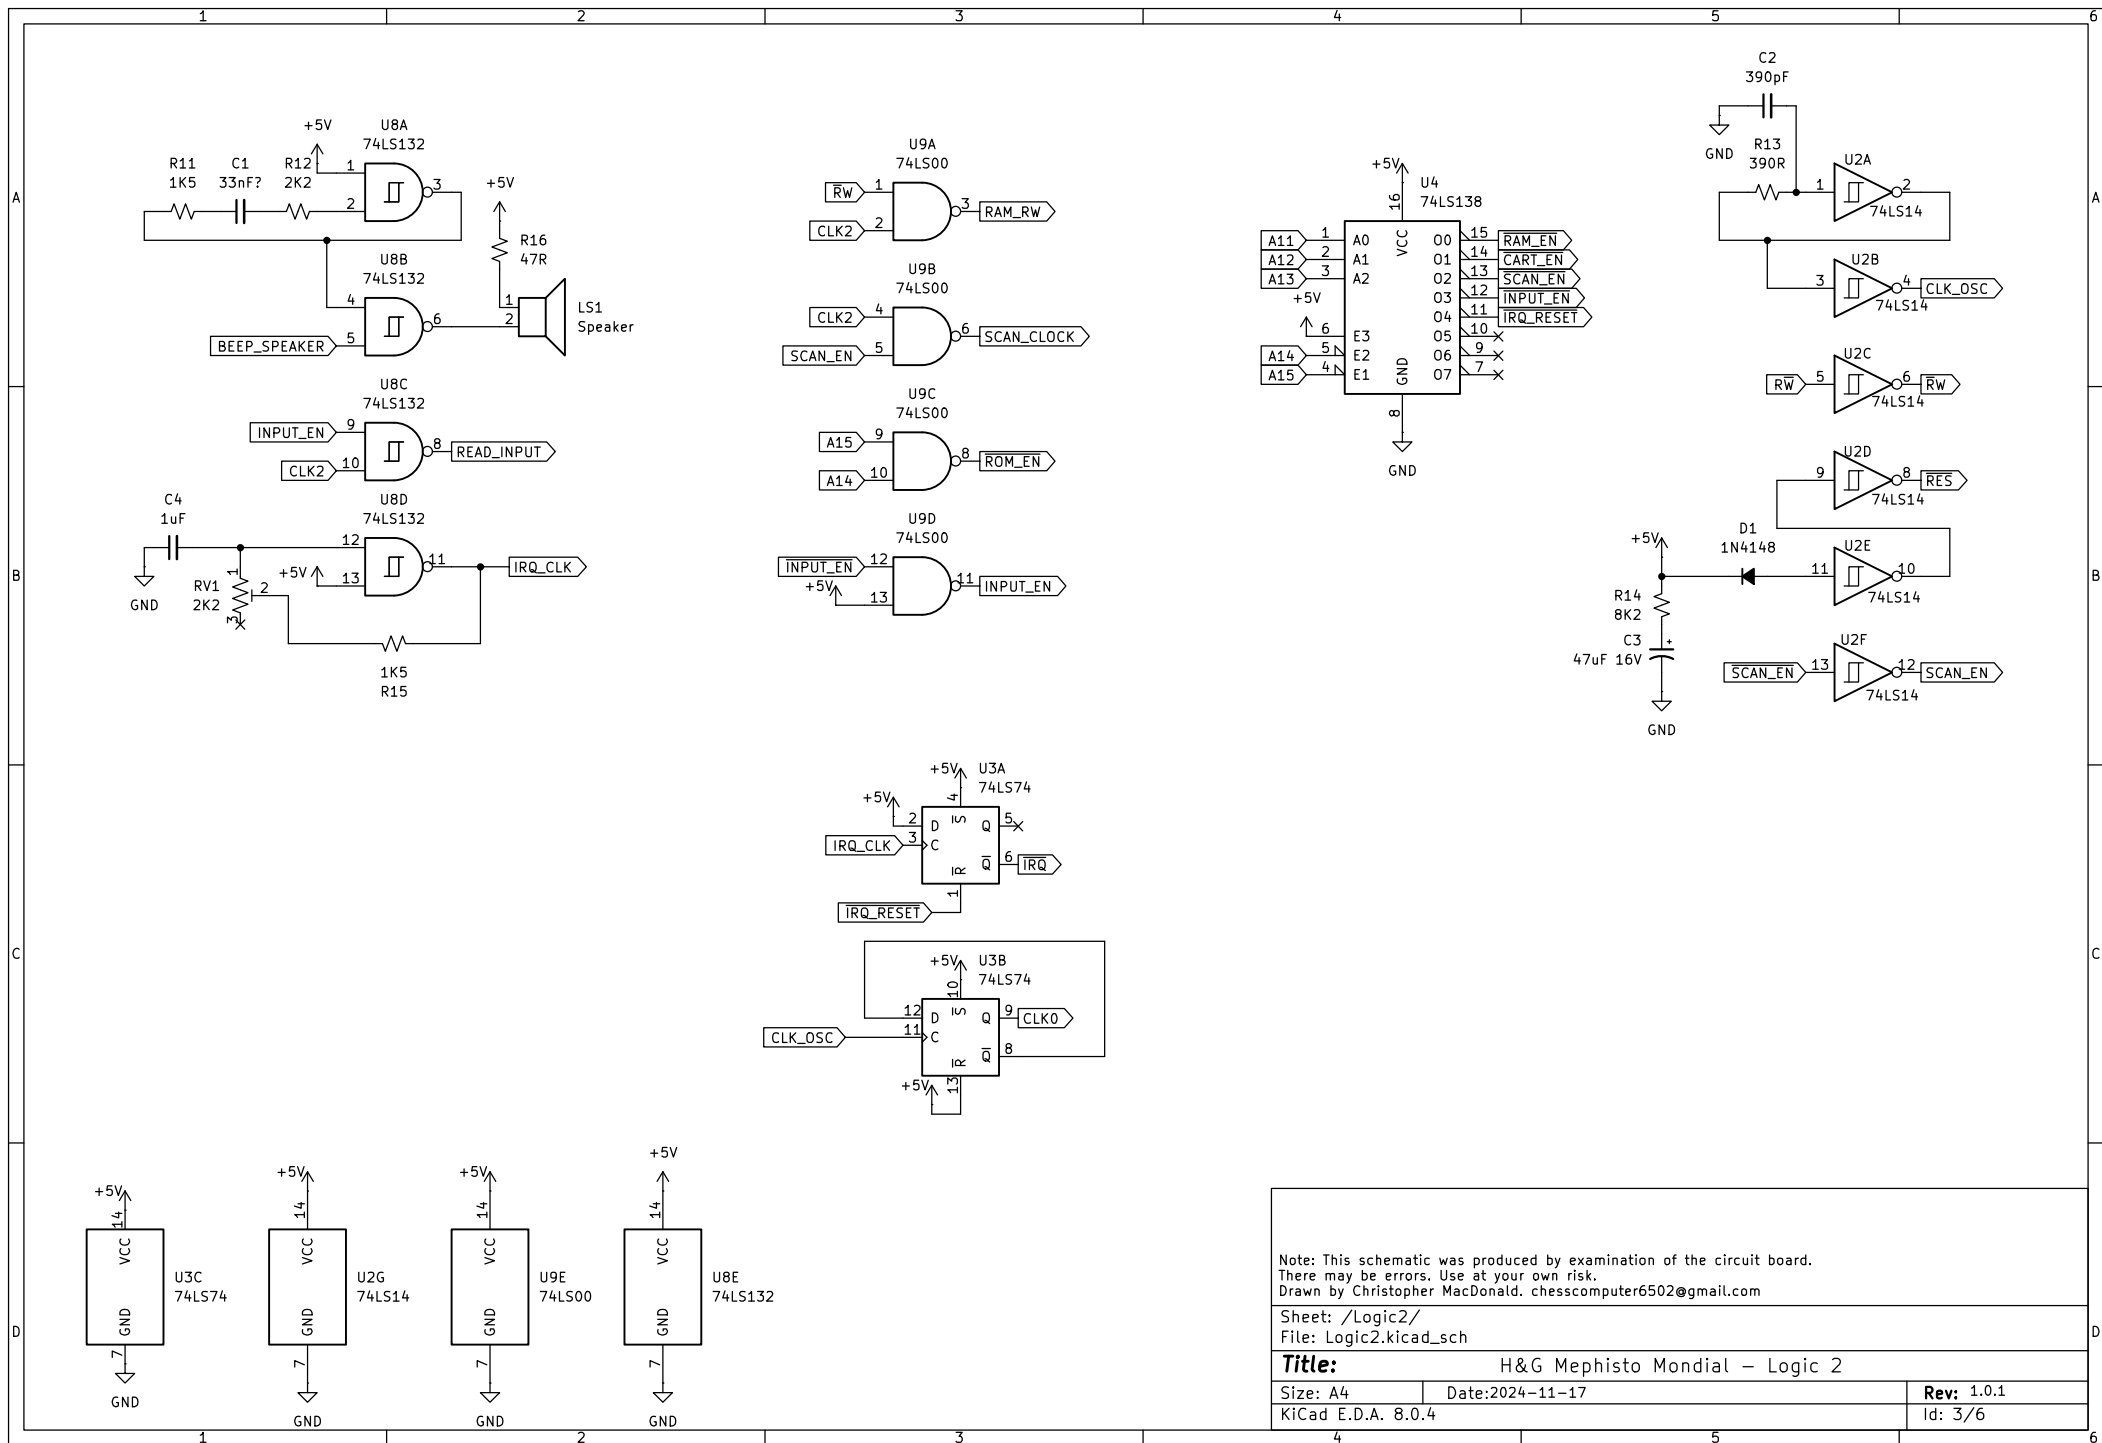 1 2 3 4 5 6
A
B
C
D
+5V
U8A
74LS132
R11
1K5
C1
33nF?
R12
2K2
1
2
3
+5V
R16
47R
U8B
74LS132
4
5
6
BEEP_SPEAKER
1
2
LS1
Speaker
U8C
74LS132
INPUT_EN
9
CLK2
10
8
READ_INPUT
C4
1uF
GND
U8D
74LS132
12
+5V
13
11
IRQ_CLK
RV1
2K2
1
2
3
1K5
R15
U9A
74LS00
R̅W
1
CLK2
2
3
RAM_RW
U9B
74LS00
CLK2
4
SCAN_EN
5
6
SCAN_CLOCK
U9C
74LS00
A15
9
A14
10
8
R̅O̅M̅_̅E̅N̅
U9D
74LS00
I̅N̅P̅U̅T̅_̅E̅N̅
12
+5V
13
11
INPUT_EN
+5V
U4
74LS138
16
VCC
A11 1 A0
A12 2 A1
A13 3 A2
+5V
6 E3
A14 5 E2
A15 4 E1
O0 15 R̅A̅M̅_̅E̅N̅
O1 14 C̅A̅R̅T̅_̅E̅N̅
O2 13 S̅C̅A̅N̅_̅E̅N̅
O3 12 I̅N̅P̅U̅T̅_̅E̅N̅
O4 11 I̅R̅Q̅_̅R̅E̅S̅E̅T̅
O5 10
O6 9
O7 7
GND
8
GND
C2
390pF
GND
R13
390R
U2A
1
2
74LS14
U2B
3
4
CLK_OSC
74LS14
U2C
RW̅
5
6
R̅W
74LS14
U2D
9
8
R̅E̅S̅
74LS14
+5V
D1
1N4148
U2E
11
10
74LS14
R14
8K2
C3
+
47uF 16V
GND
U2F
S̅C̅A̅N̅_̅E̅N̅
13
12
SCAN_EN
74LS14
+5V
U3A
74LS74
+5V
4
2 D S̅ Q 5
IRQ_CLK 3 C
R̅ Q̅ 6 I̅R̅Q̅
1
I̅R̅Q̅_̅R̅E̅S̅E̅T̅
+5V
U3B
74LS74
10
12 D S̅ Q 9 CLK0
CLK_OSC 11 C
R̅ Q̅ 8
+5V
13
+5V
14
VCC
GND
7
GND
U3C
74LS74
+5V
14
VCC
GND
7
GND
U2G
74LS14
+5V
14
VCC
GND
7
GND
U9E
74LS00
+5V
14
VCC
GND
7
GND
U8E
74LS132
Note: This schematic was produced by examination of the circuit board.
There may be errors. Use at your own risk.
Drawn by Christopher MacDonald. chesscomputer6502@gmail.com
Sheet: /Logic2/
File: Logic2.kicad_sch
Title: H&G Mephisto Mondial – Logic 2
Size: A4 Date:2024-11-17 Rev: 1.0.1
KiCad E.D.A. 8.0.4 Id: 3/6
A
B
C
D
1 2 3 4 5 6